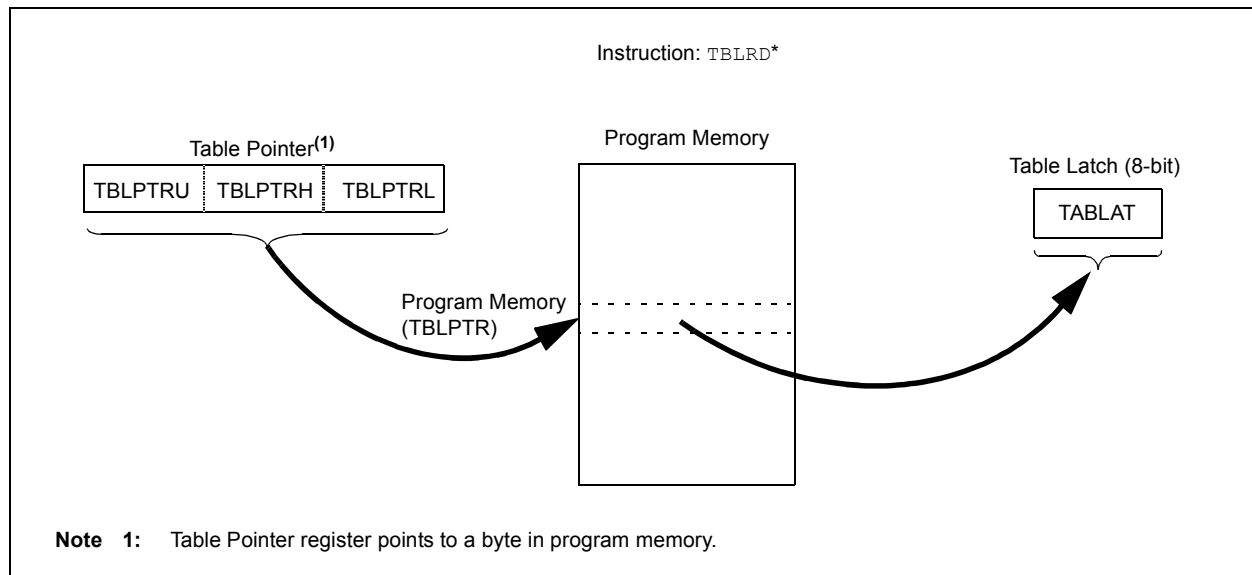 Instruction: TBLRD*
Table Pointer(1)
TBLPTRU TBLPTRH TBLPTRL
Program Memory
(TBLPTR)
Program Memory
Table Latch (8-bit)
TABLAT
Note 1: Table Pointer register points to a byte in program memory.